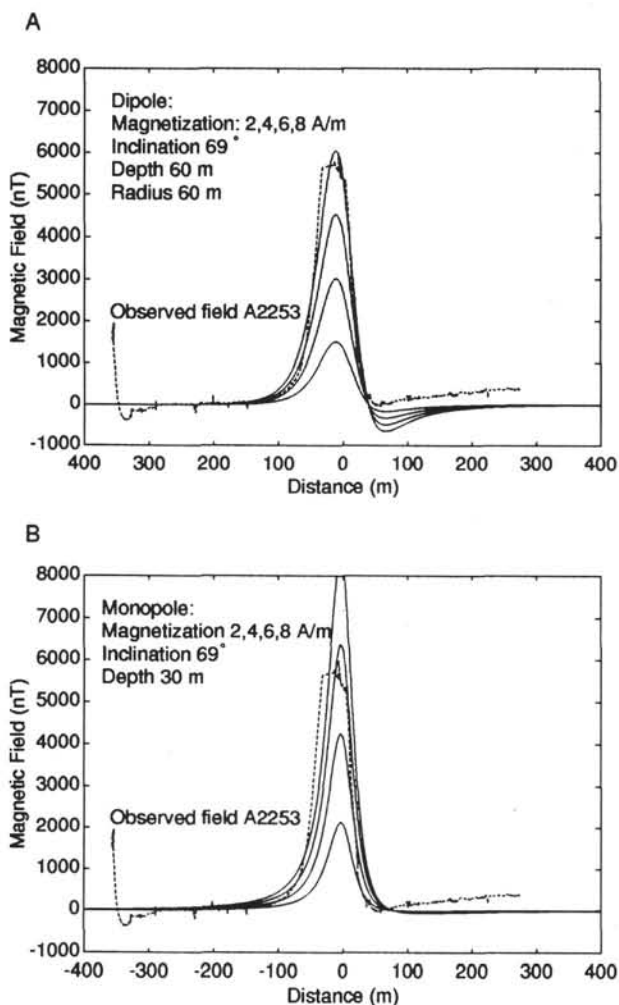 A
8000
7000
6000
5000
4000
3000
2000
1000
0
-1000
Magnetic Field (nT)
Dipole:
Magnetization: 2,4,6,8 A/m
Inclination 69°
Depth 60 m
Radius 60 m
Observed field A2253
400 300 200 100 0 100 200 300 400
Distance (m)
B
8000
7000
6000
5000
4000
3000
2000
1000
0
-1000
Magnetic Field (nT)
Monopole:
Magnetization 2,4,6,8 A/m
Inclination 69°
Depth 30 m
Observed field A2253
-400 -300 -200 -100 0 100 200 300 400
Distance (m)